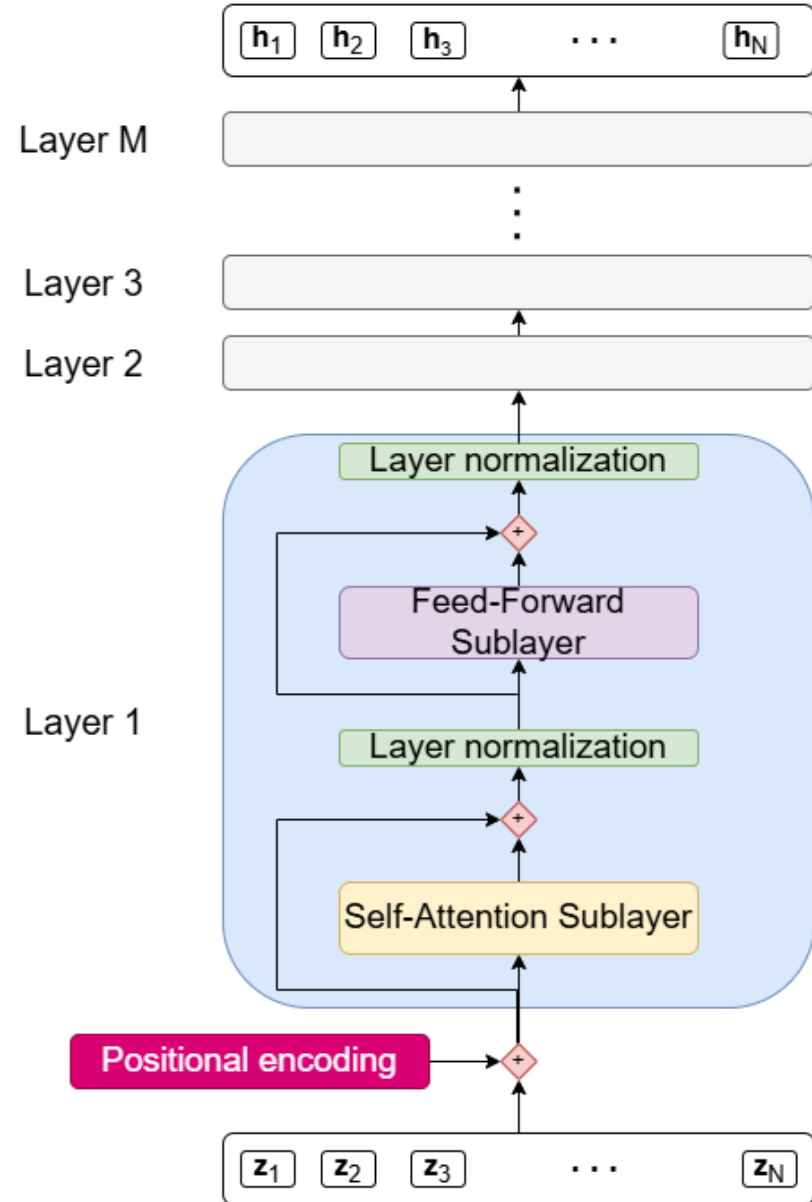 h1 h2 h3 ... hN
Layer M
⋮
Layer 3
Layer 2
Layer normalization
+
Feed-Forward
Sublayer
Layer 1
Layer normalization
+
Self-Attention Sublayer
Positional encoding
+
z1 z2 z3 ... zN